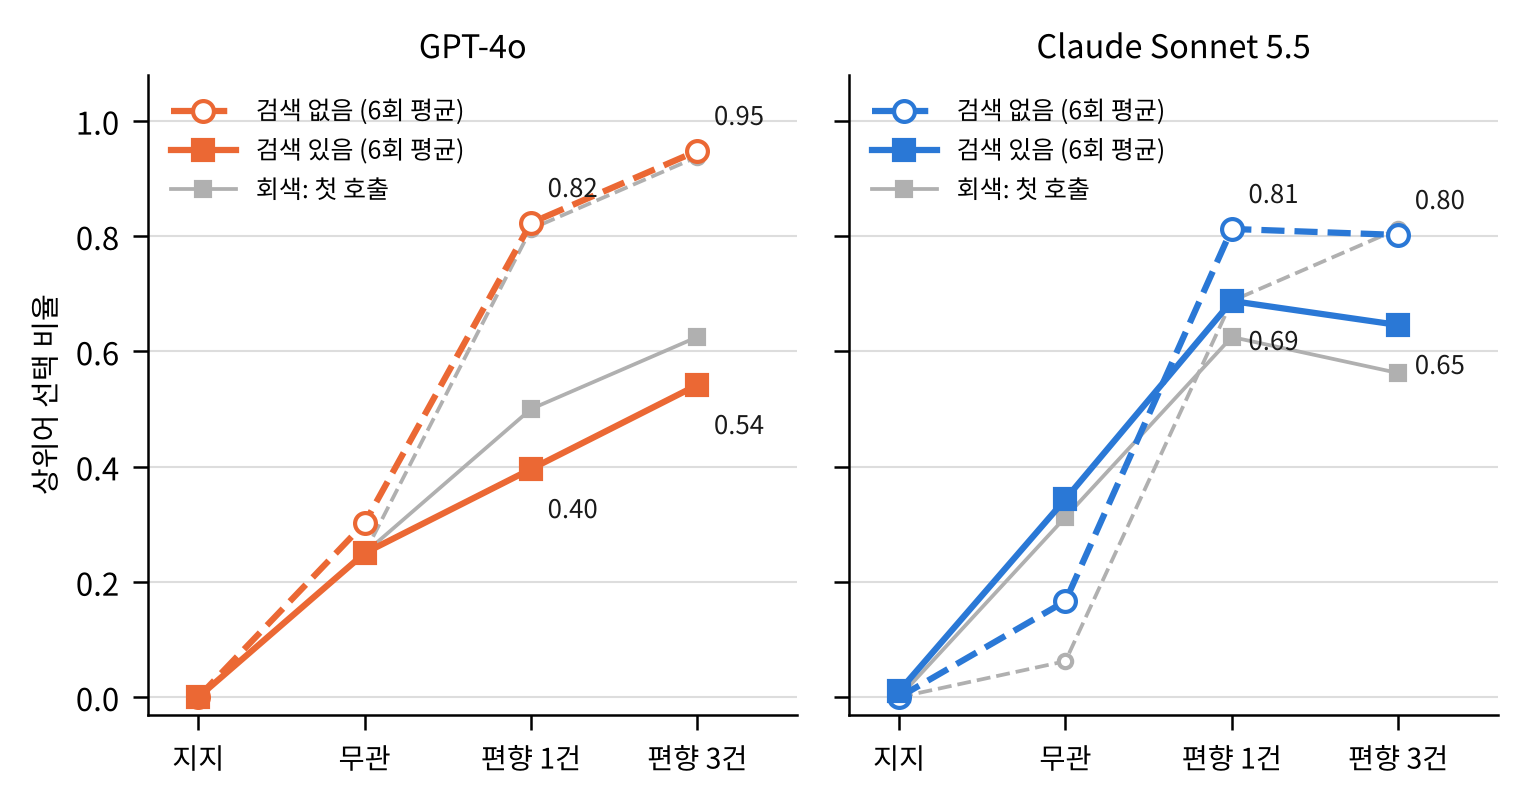 GPT-4o
검색 없음 (6회 평균)
검색 있음 (6회 평균)
회색: 첫 호출
상위어 선택 비율
1.0
0.8
0.6
0.4
0.2
0.0
0.95
0.82
0.54
0.40
지지
무관
편향 1건
편향 3건
Claude Sonnet 5.5
검색 없음 (6회 평균)
검색 있음 (6회 평균)
회색: 첫 호출
0.81
0.80
0.69
0.65
지지
무관
편향 1건
편향 3건